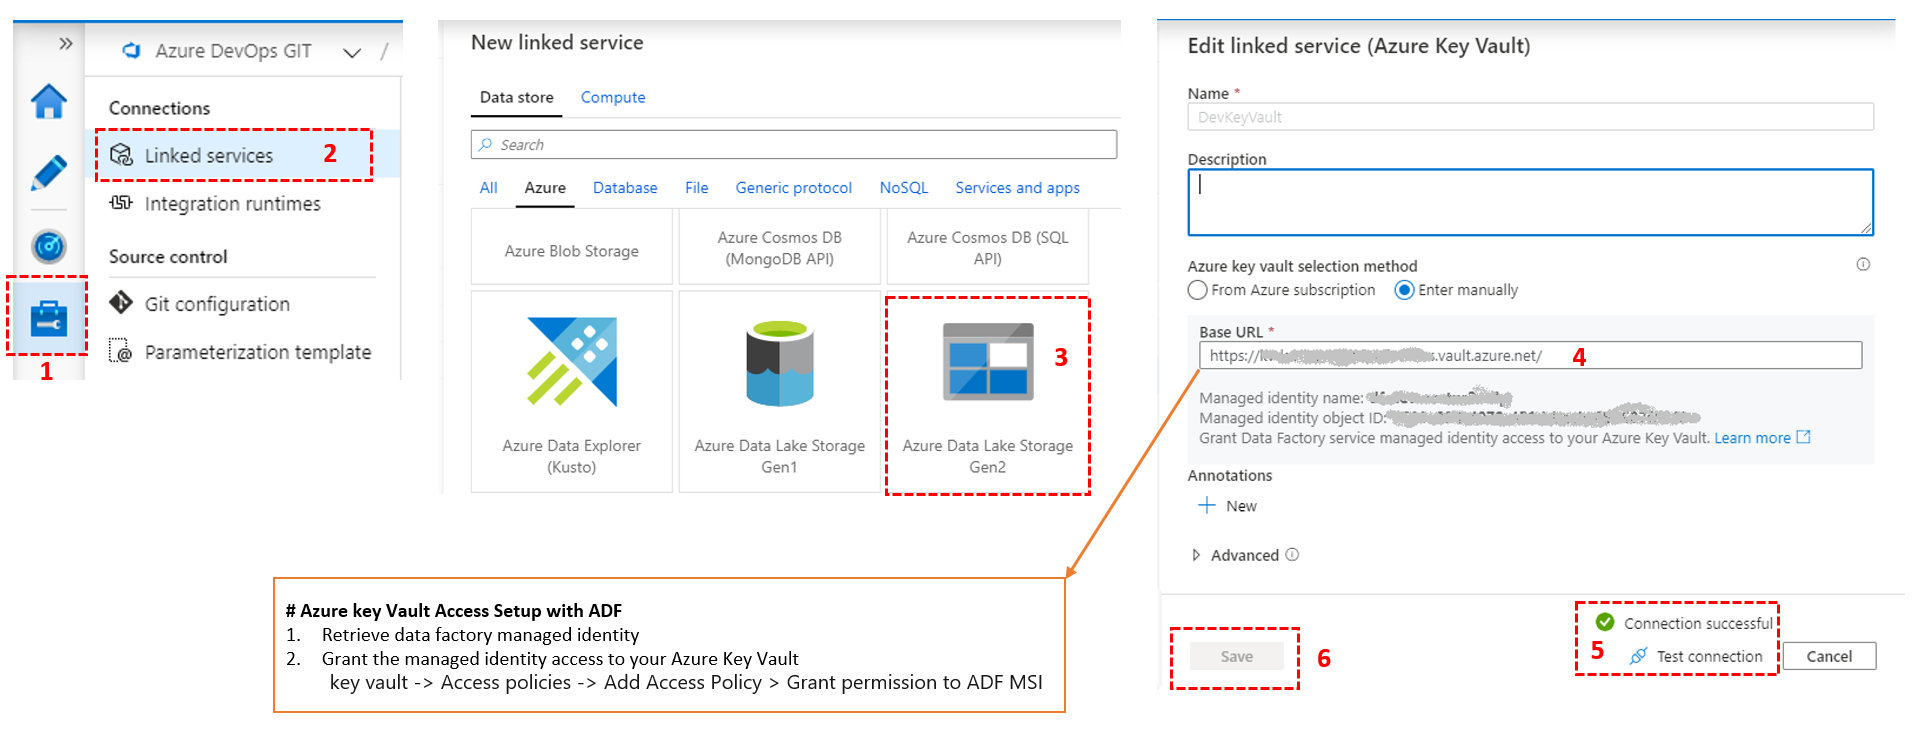 Azure DevOps GIT
/
Connections
Linked services
2
Integration runtimes
Source control
Git configuration
Parameterization template
1
New linked service
Data store Compute
Search
All Azure Database File Generic protocol NoSQL Services and apps
Azure Blob Storage
Azure Cosmos DB
(MongoDB API)
Azure Cosmos DB (SQL
API)
Azure Data Explorer
(Kusto)
Azure Data Lake Storage
Gen1
Azure Data Lake Storage
Gen2
3
Edit linked service (Azure Key Vault)
Name *
DevKeyVault
Description
Azure key vault selection method
From Azure subscription Enter manually
Base URL *
https://
.vault.azure.net/
4
Managed identity name:
Managed identity object ID:
Grant Data Factory service managed identity access to your Azure Key Vault. Learn more
Annotations
New
Advanced
Connection successful
5
Test connection
Cancel
Save
6
# Azure key Vault Access Setup with ADF
1. Retrieve data factory managed identity
2. Grant the managed identity access to your Azure Key Vault
key vault -> Access policies -> Add Access Policy > Grant permission to ADF MSI